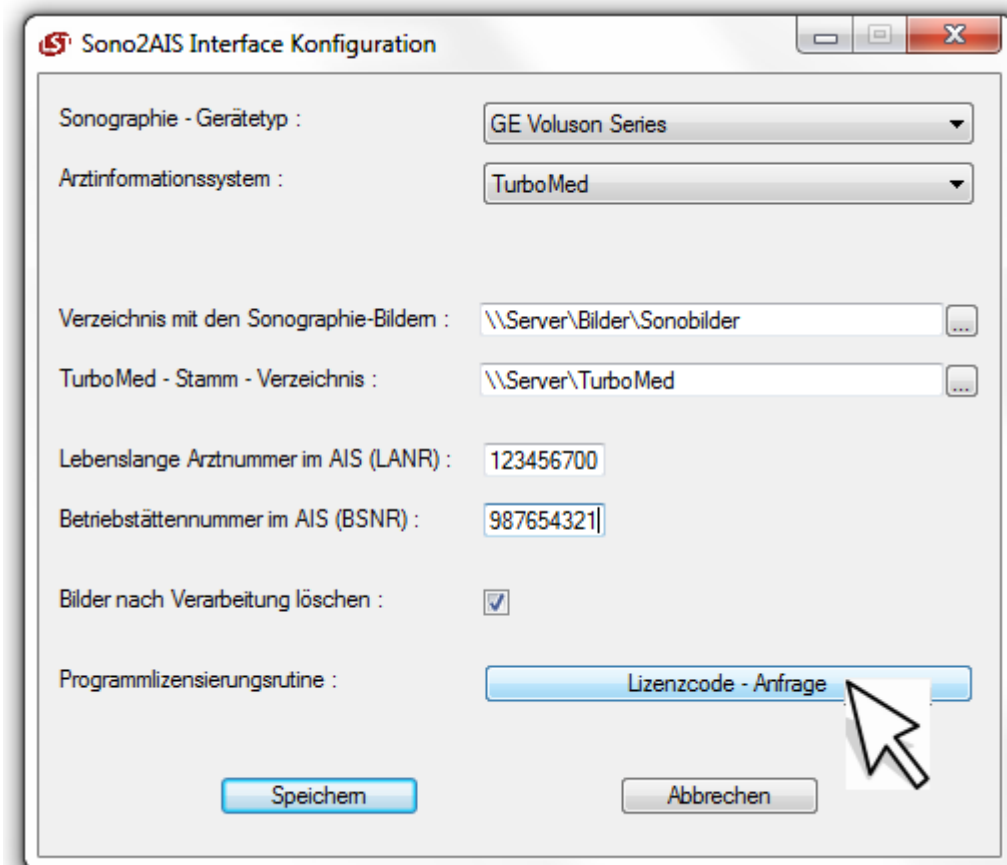 Sono2AIS Interface Konfiguration
Sonographie - Gerätetyp : GE Voluson Series
Arztinformationssystem : TurboMed
Verzeichnis mit den Sonographie-Bildern : \\Server\Bilder\Sonobilder ...
TurboMed - Stamm - Verzeichnis : \\Server\TurboMed ...
Lebenslange Arztnummer im AIS (LANR) : 123456700
Betriebstättennummer im AIS (BSNR) : 987654321
Bilder nach Verarbeitung löschen :
Programmlizensierungsrutine : Lizenzcode - Anfrage
Speichern Abbrechen